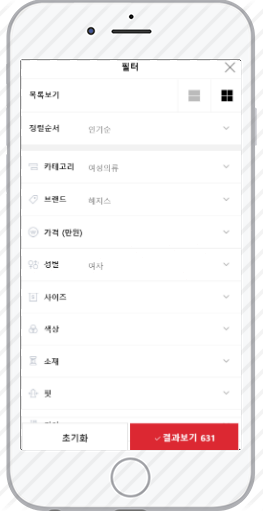 필터
목록보기
정렬순서 인기순
카테고리 여성의류
브랜드 헤지스
가격 (만원)
성별 여자
사이즈
색상
소재
핏
초기화
결과보기 631